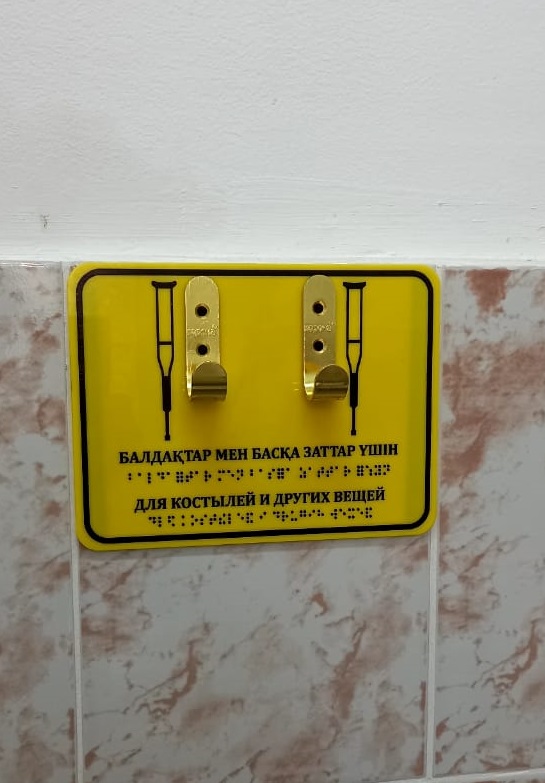 БАЛДАҚТАР МЕН БАСҚА ЗАТТАР ҮШІН
ДЛЯ КОСТЫЛЕЙ И ДРУГИХ ВЕЩЕЙ